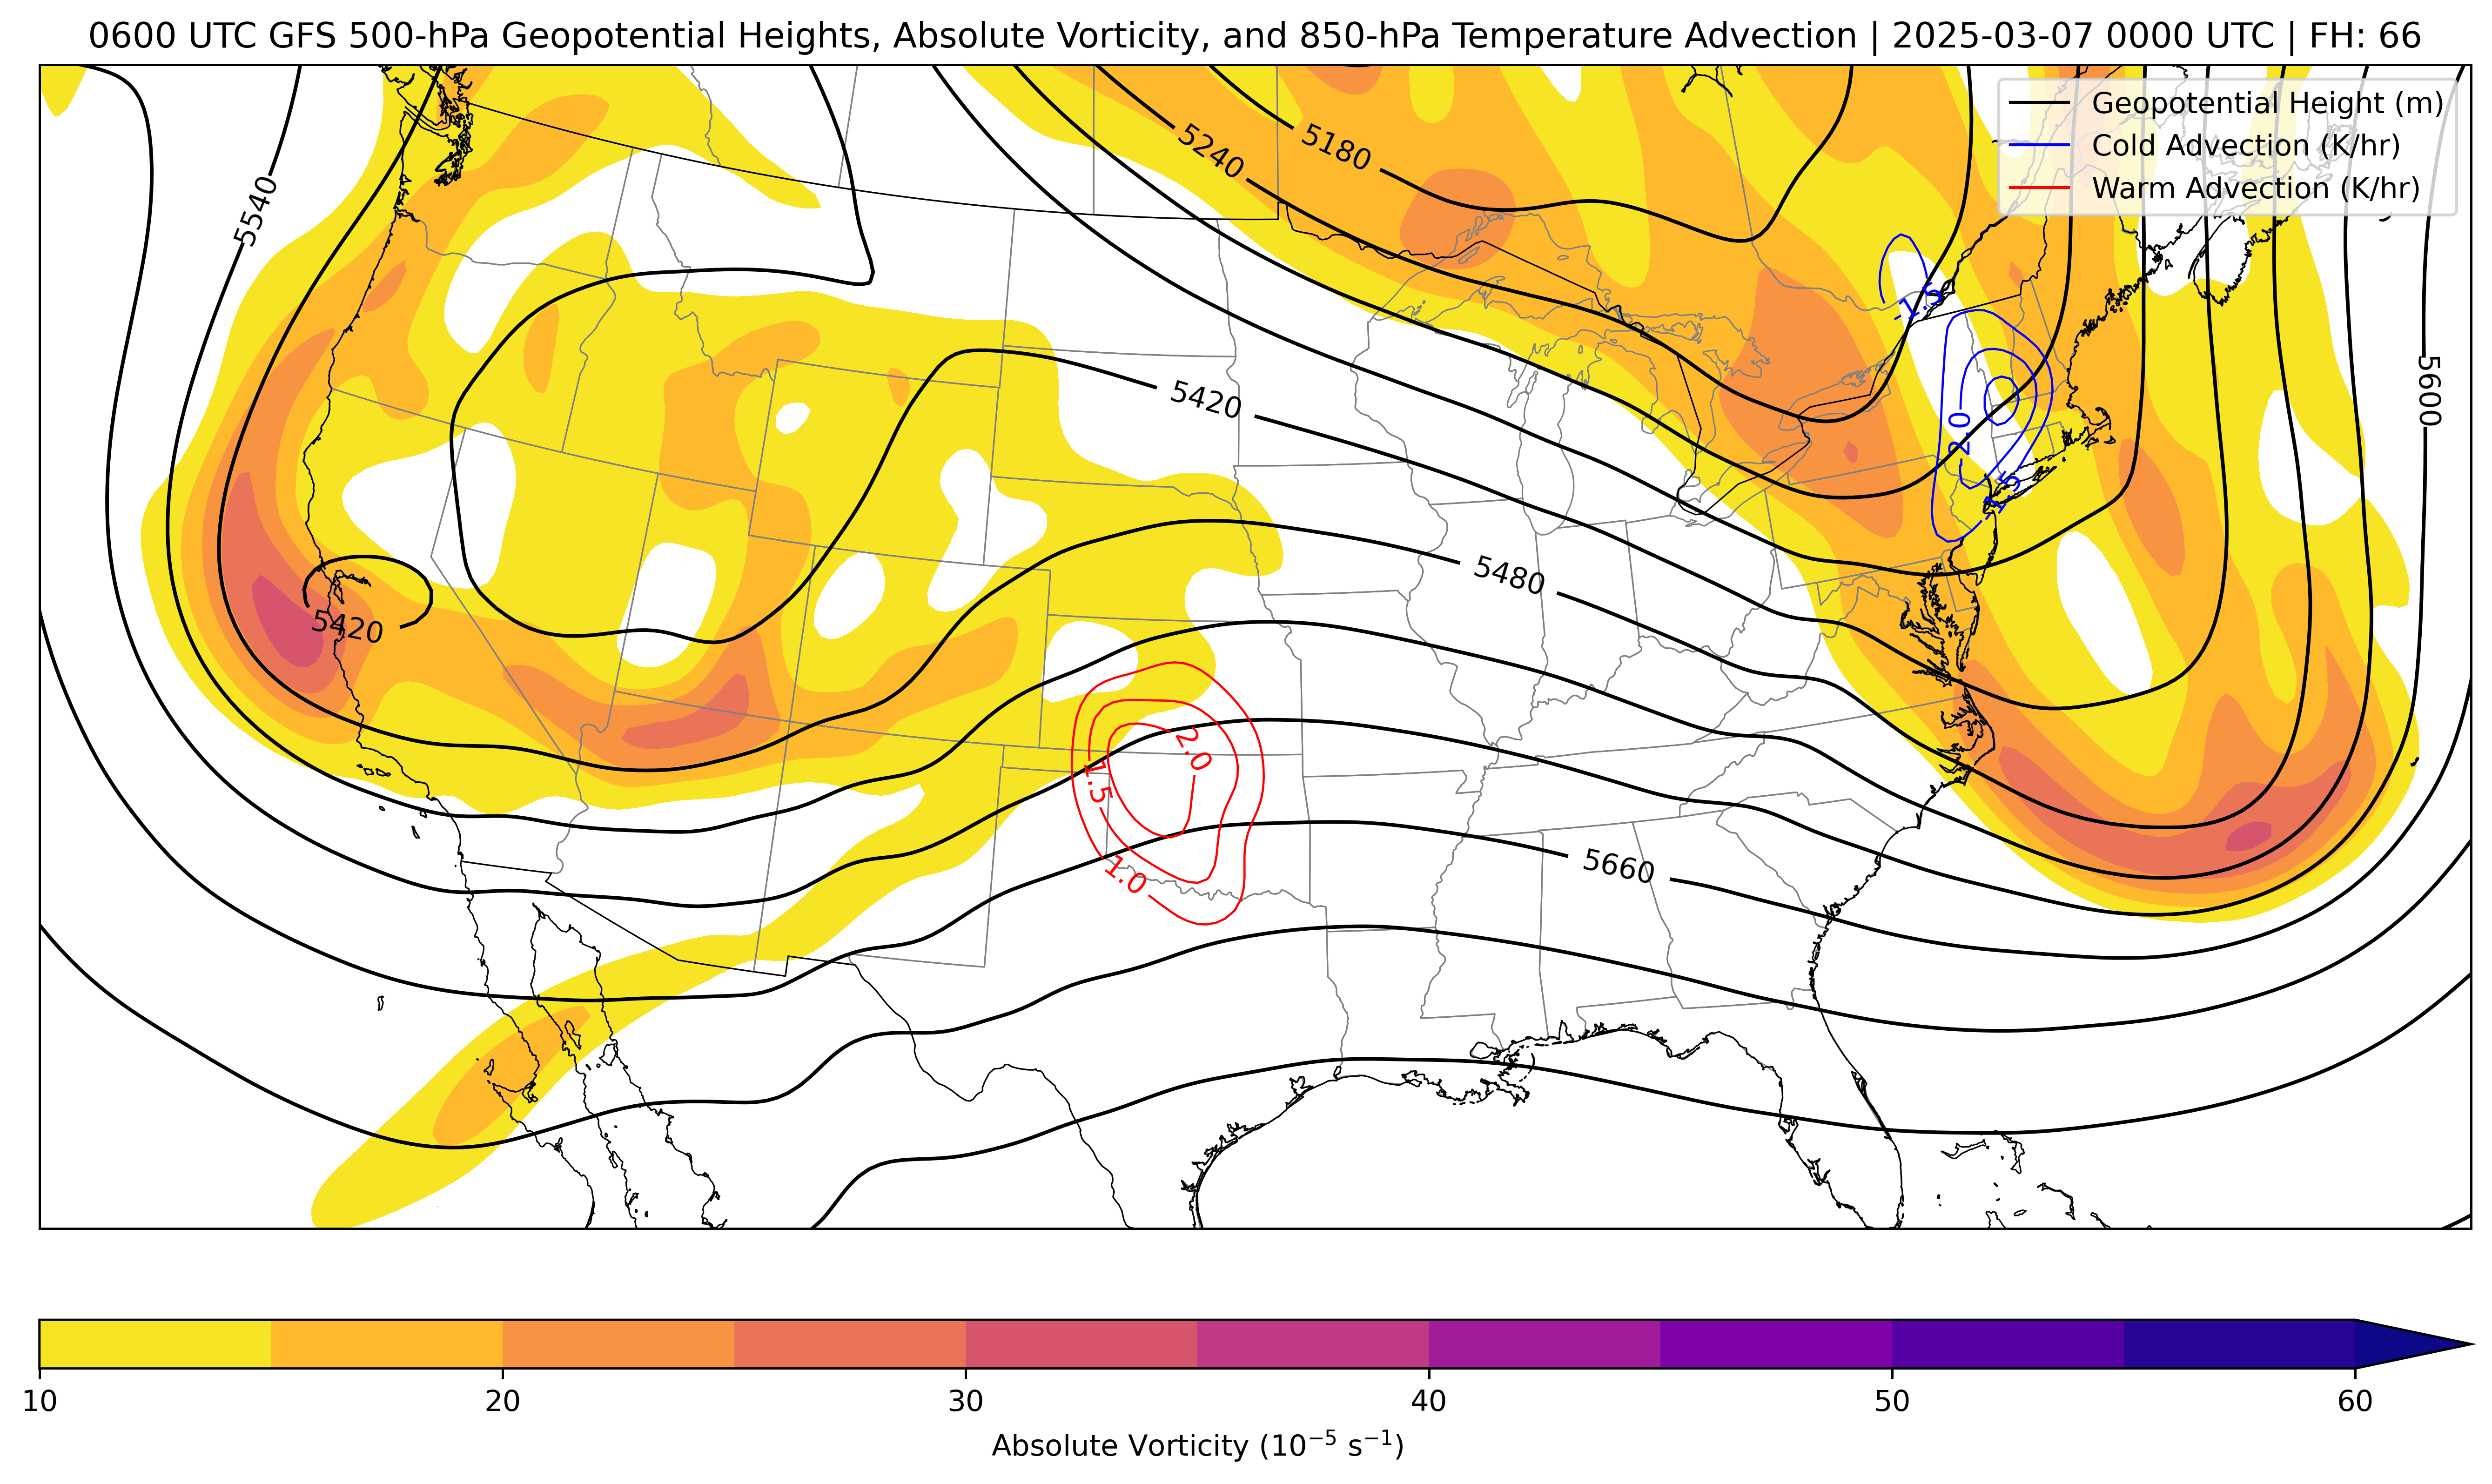 0600 UTC GFS 500-hPa Geopotential Heights, Absolute Vorticity, and 850-hPa Temperature Advection | 2025-03-07 0000 UTC | FH: 66
Geopotential Height (m)
Cold Advection (K/hr)
Warm Advection (K/hr)
5180
5240
5540
-1.5
5600
5420
-2.0
-1.5
5480
5420
2.0
1.5
5660
1.0
10 20 30 40 50 60
Absolute Vorticity (10⁻⁵ s⁻¹)